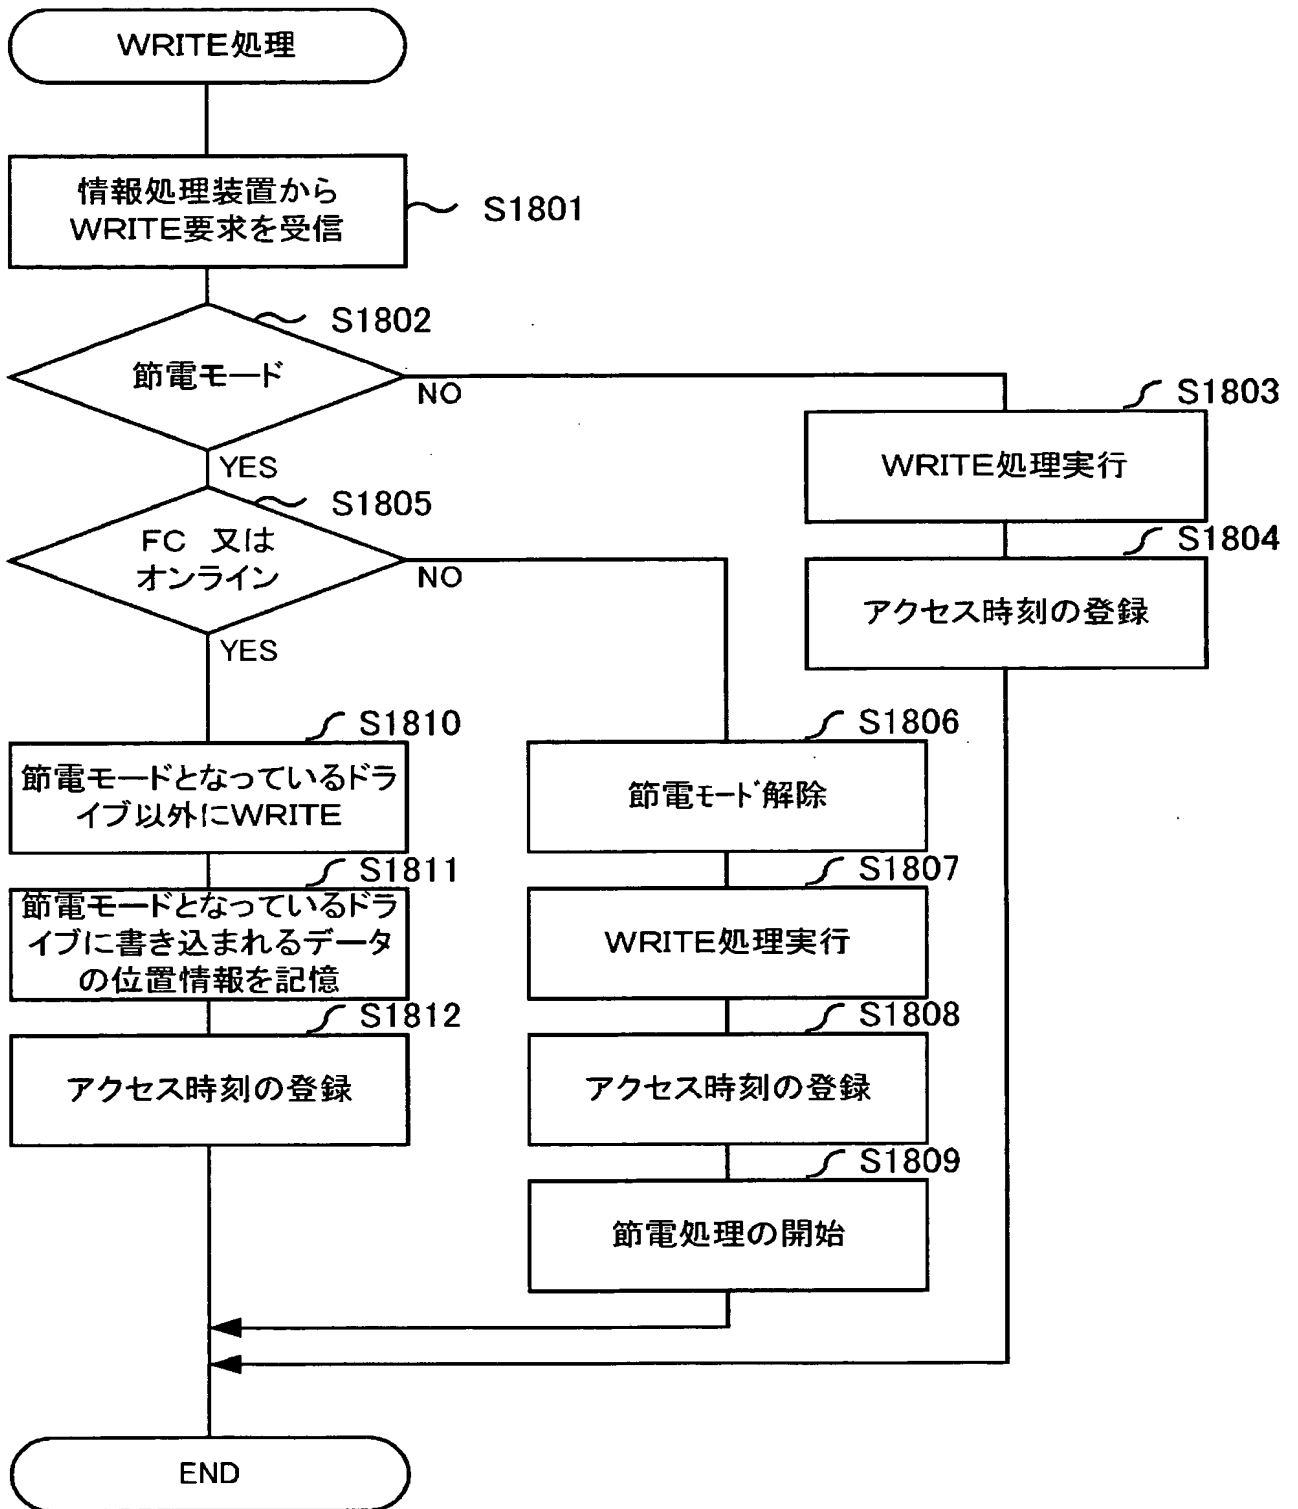 WRITE処理
情報処理装置から
WRITE要求を受信
S1801
S1802
節電モード
NO
YES
S1803
WRITE処理実行
S1804
アクセス時刻の登録
S1805
FC 又は
オンライン
NO
YES
S1810
節電モードとなっているドラ
イブ以外にWRITE
S1811
節電モードとなっているドラ
イブに書き込まれるデータ
の位置情報を記憶
S1812
アクセス時刻の登録
S1806
節電モード解除
S1807
WRITE処理実行
S1808
アクセス時刻の登録
S1809
節電処理の開始
END